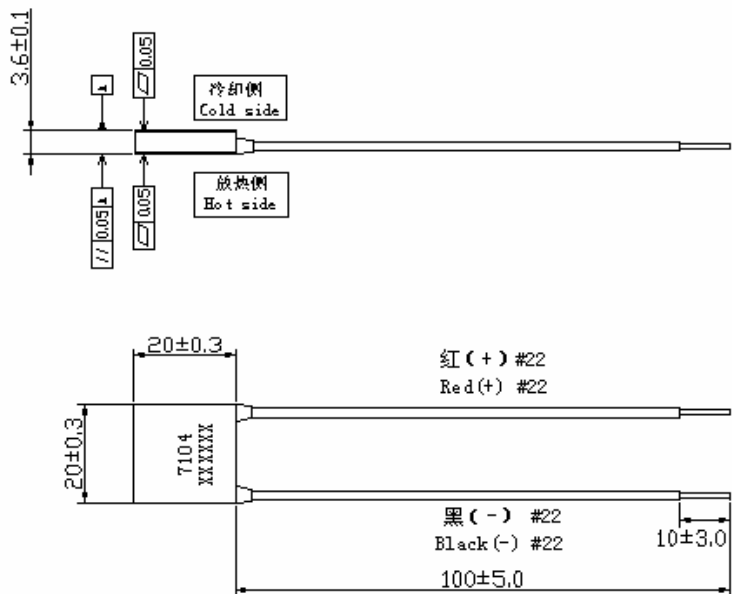 3.6±0.1
0.05
冷却侧
Cold side
放热侧
Hot side
// 0.05
0.05
20±0.3
红(+) #22
Red(+) #22
20±0.3
7104
XXXXXX
黑(-) #22
Black(-) #22
10±3.0
100±5.0